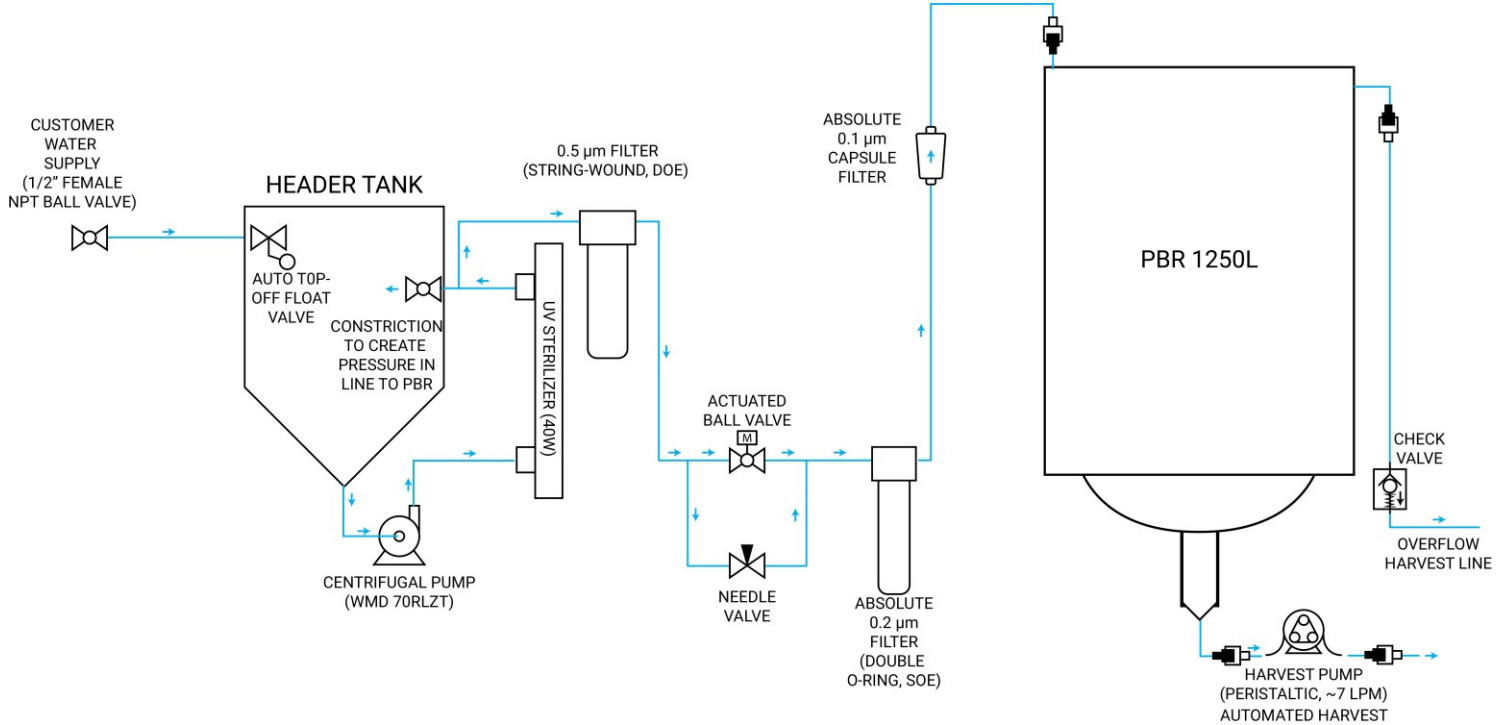 CUSTOMER
WATER
SUPPLY
(1/2" FEMALE
NPT BALL VALVE)
HEADER TANK
AUTO T0P-
OFF FLOAT
VALVE
CONSTRICTION
TO CREATE
PRESSURE IN
LINE TO PBR
CENTRIFUGAL PUMP
(WMD 70RLZT)
UV STERILIZER (40W)
0.5 µm FILTER
(STRING-WOUND, DOE)
ACTUATED
BALL VALVE
M
NEEDLE
VALVE
ABSOLUTE
0.2 µm
FILTER
(DOUBLE
O-RING, SOE)
ABSOLUTE
0.1 µm
CAPSULE
FILTER
PBR 1250L
CHECK
VALVE
OVERFLOW
HARVEST LINE
HARVEST PUMP
(PERISTALTIC, ~7 LPM)
AUTOMATED HARVEST